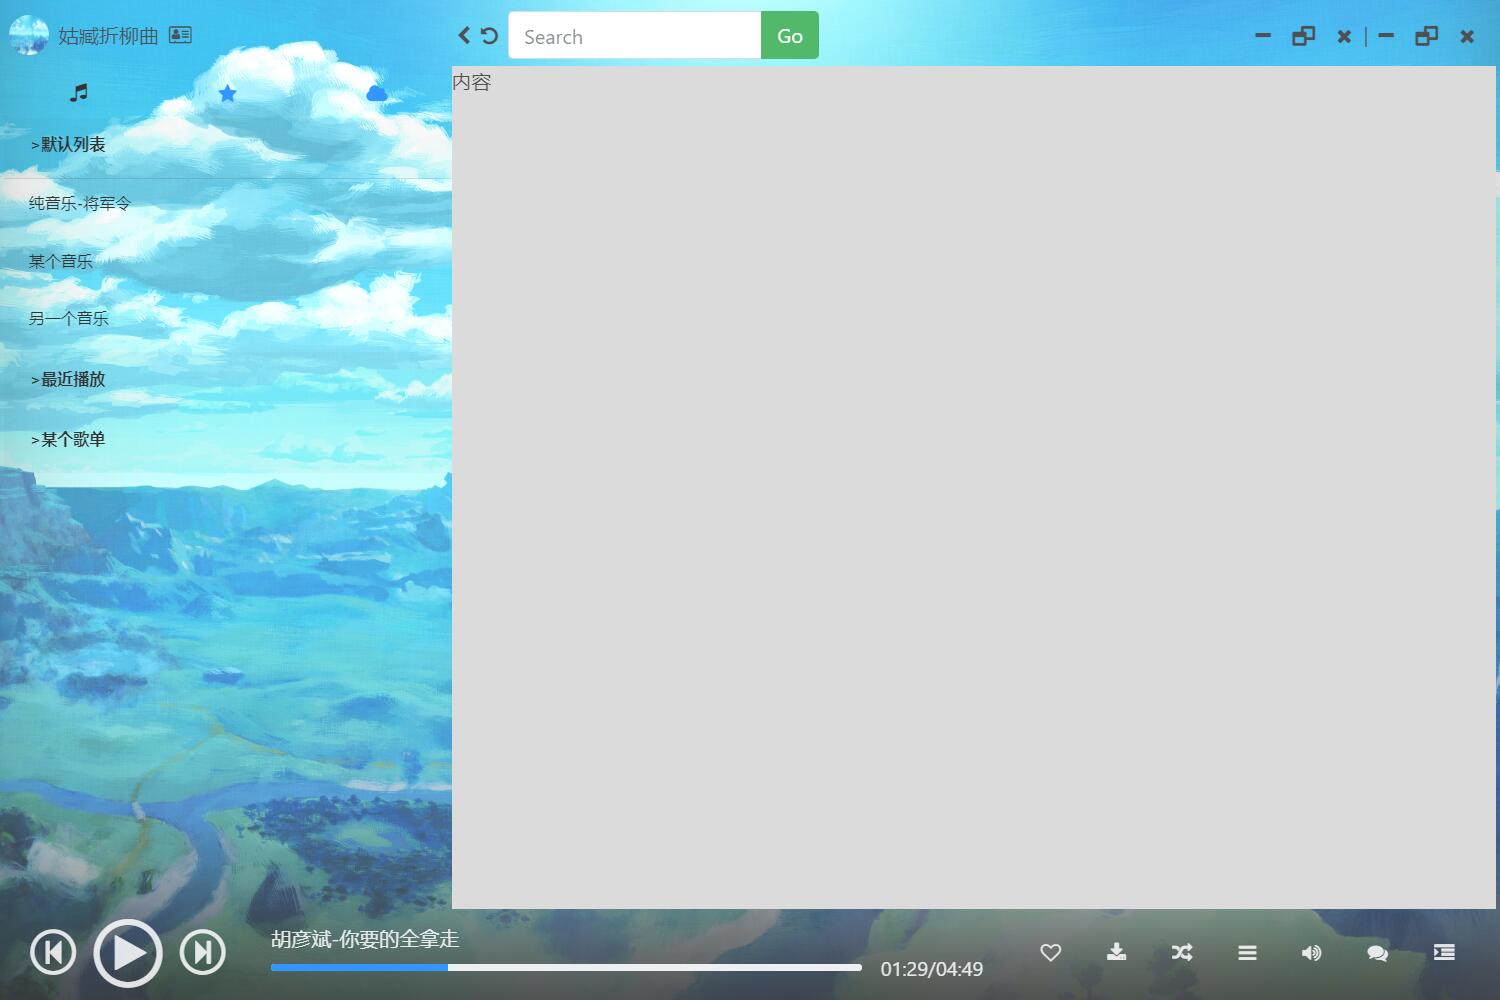 姑臧折柳曲
Search
Go
内容
>默认列表
纯音乐-将军令
某个音乐
另一个音乐
>最近播放
>某个歌单
胡彦斌-你要的全拿走
01:29/04:49